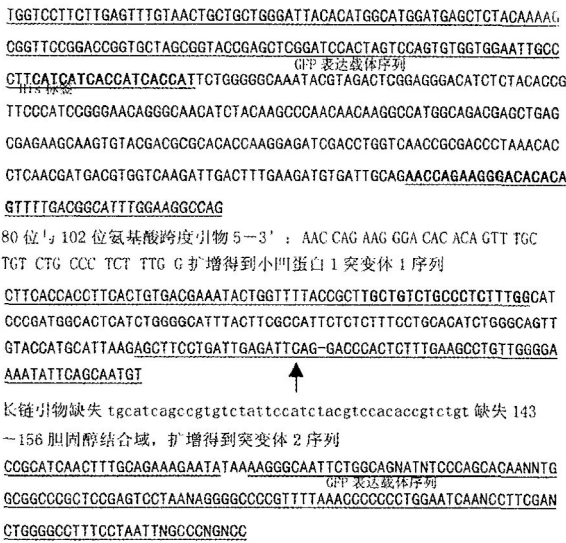 TGGTCCTTCTTGAGTTTGTAACTGCTGCTGGGATTACACATGGCATGGATGAGCTCTACAAAAG
CGGTTCCGGACCGGTGCTAGCGGTACCGAGCTCGGATCCACTAGTCCAGTGTGGTGGAATTGCC
GFP 表达载体序列
CTTCATCATCACCATCACCATTCTGGGGGCAAATACGTAGACTCGGAGGGACATCTCTACACCG
His 标签
TTCCCATCCGGGAACAGGGCAACATCTACAAGCCCAACAACAAGGCCATGGCAGACGAGCTGAG
CGAGAAGCAAGTGTACGACGCGCACACCAAGGAGATCGACCTGGTCAACCGCGACCCTAAACAC
CTCAACGATGACGTGGTCAAGATTGACTTTGAAGATGTGATTGCAGAACCAGAAGGGACACACA
GTTTTGACGGCATTTGGAAGGCCAG
80 位与 102 位氨基酸跨度引物 5－3'：AAC CAG AAG GGA CAC ACA GTT TGC
TGT CTG CCC TCT TTG G 扩增得到小凹蛋白 1 突变体 1 序列
CTTCACCACCTTCACTGTGACGAAATACTGGTTTTACCGCTTGCTGTCTGCCCTCTTTGGCAT
CCCGATGGCACTCATCTGGGGCATTTACTTCGCCATTCTCTCTTTCCTGCACATCTGGGCAGTT
GTACCATGCATTAAGAGCTTCCTGATTGAGATTCAG-GACCCACTCTTTGAAGCCTGTTGGGGA
AAATATTCAGCAATGT
长链引物缺失 tgcatcagccgtgtctattccatctacgtccacaccgtctgt 缺失 143
－156 胆固醇结合域，扩增得到突变体 2 序列
CCGCATCAACTTTGCAGAAAGAATATAAAAGGGCAATTCTGGCAGNATNTCCCAGCACAANNTG
GFP 表达载体序列
GCGGCCCGCTCCGAGTCCTAANAGGGGCCCCGTTTTAAACCCCCCCTGGAATCAANCCTTCGAN
CTGGGGCCTTTCCTAATTNGCCCNGNCC